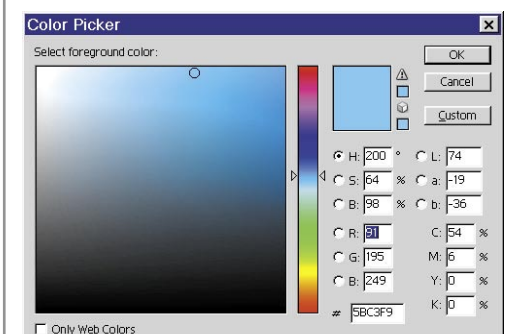 Color Picker
Select foreground color:
OK
Cancel
Custom
H: 200 ° L: 74
S: 64 % a: -19
B: 98 % b: -36
R: 91 C: 54 %
G: 195 M: 6 %
B: 249 Y: 0 %
# 5BC3F9 K: 0 %
Only Web Colors